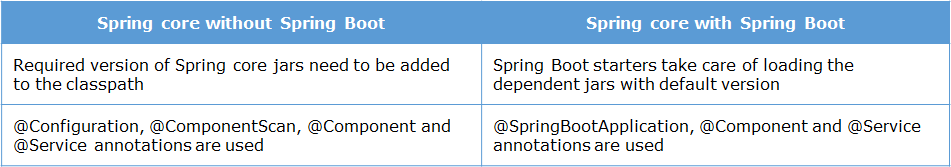 Spring core without Spring Boot
Spring core with Spring Boot
Required version of Spring core jars need to be added
to the classpath
Spring Boot starters take care of loading the
dependent jars with default version
@Configuration, @ComponentScan, @Component and
@Service annotations are used
@SpringBootApplication, @Component and @Service
annotations are used